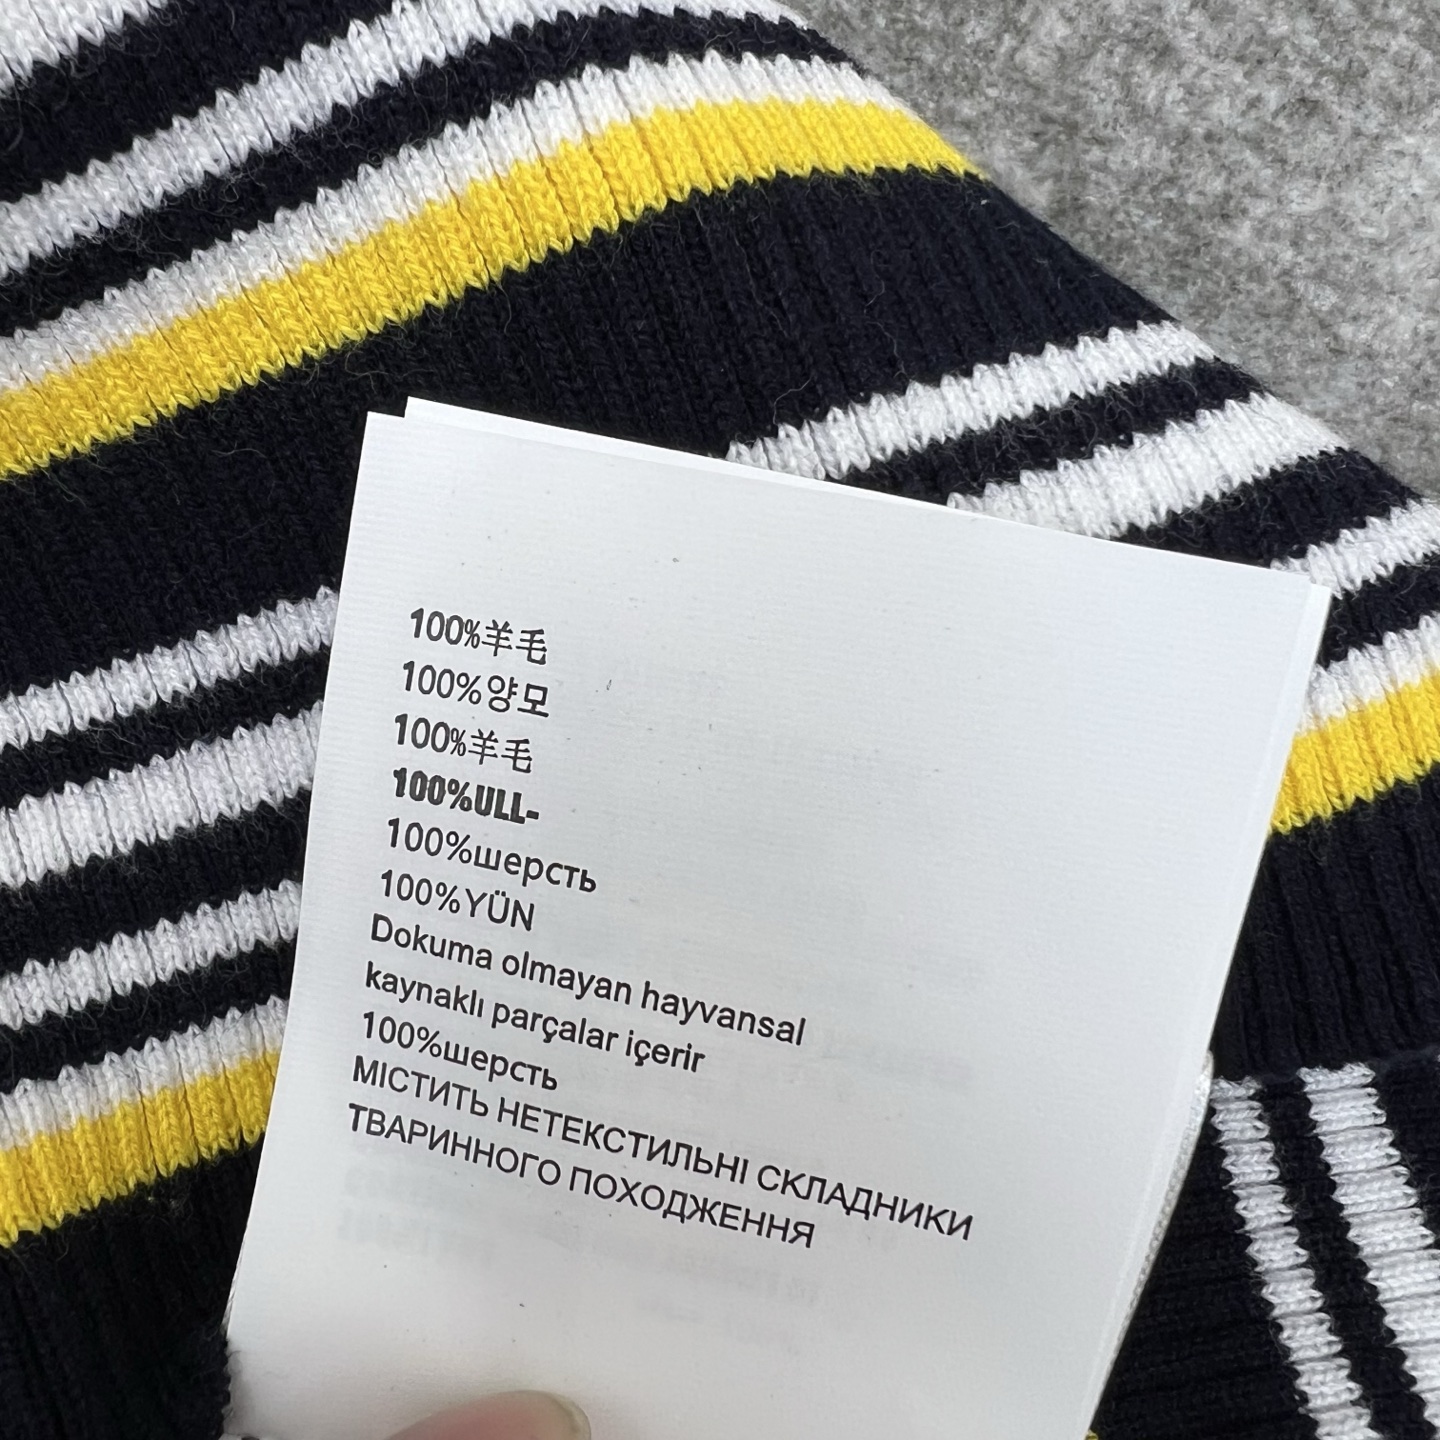 100%羊毛
100%양모
100%羊毛
100%ULL-
100%шерсть
100%YÜN
Dokuma olmayan hayvansal
kaynaklı parçalar içerir
100%шерсть
МІСТИТЬ НЕТЕКСТИЛЬНІ СКЛАДНИКИ
ТВАРИННОГО ПОХОДЖЕННЯ